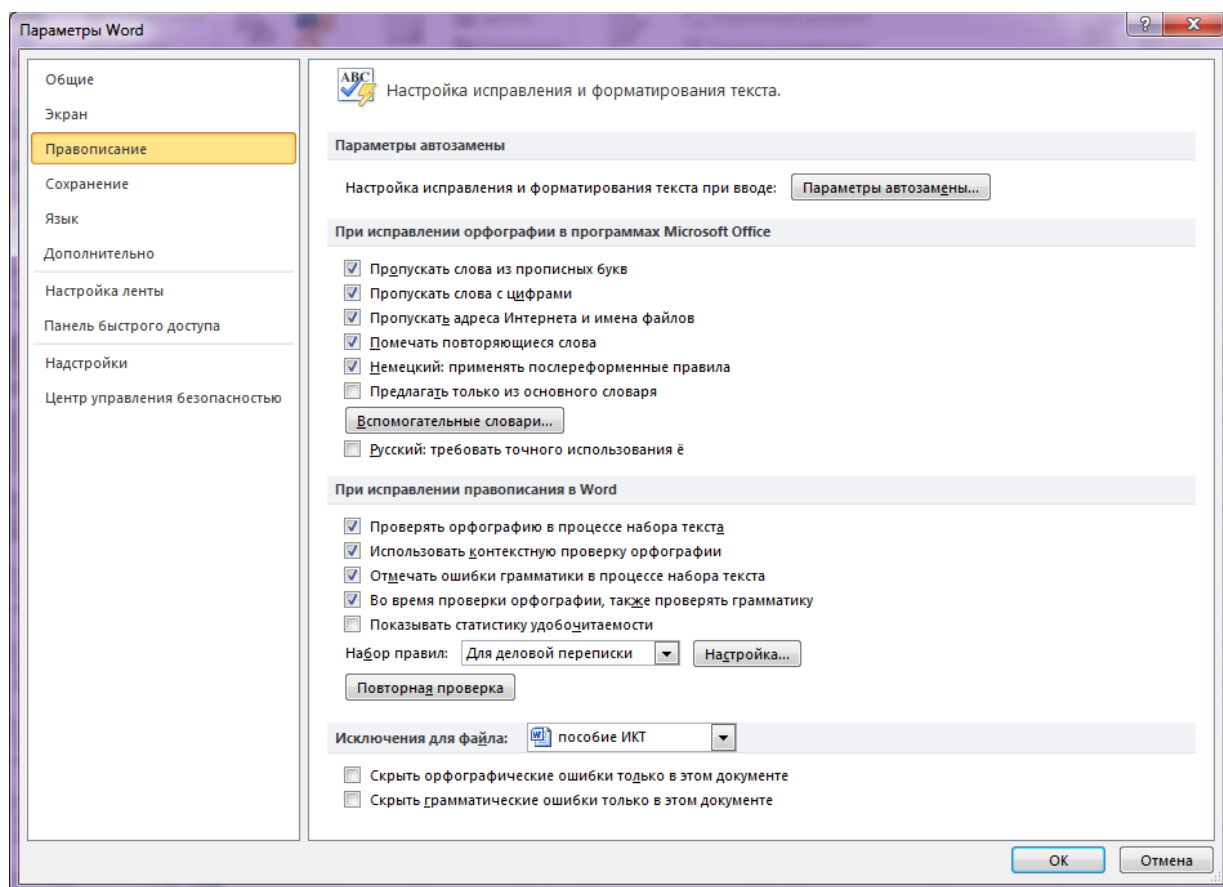 Параметры Word
Общие
Экран
Правописание
Сохранение
Язык
Дополнительно
Настройка ленты
Панель быстрого доступа
Надстройки
Центр управления безопасностью
ABC
Настройка исправления и форматирования текста.
Параметры автозамены
Настройка исправления и форматирования текста при вводе: Параметры автозамены...
При исправлении орфографии в программах Microsoft Office
Пропускать слова из прописных букв
Пропускать слова с цифрами
Пропускать адреса Интернета и имена файлов
Помечать повторяющиеся слова
Немецкий: применять послереформенные правила
Предлагать только из основного словаря
Вспомогательные словари...
Русский: требовать точного использования ё
При исправлении правописания в Word
Проверять орфографию в процессе набора текста
Использовать контекстную проверку орфографии
Отмечать ошибки грамматики в процессе набора текста
Во время проверки орфографии, также проверять грамматику
Показывать статистику удобочитаемости
Набор правил: Для деловой переписки Настройка...
Повторная проверка
Исключения для файла: пособие ИКТ
Скрыть орфографические ошибки только в этом документе
Скрыть грамматические ошибки только в этом документе
ОК Отмена